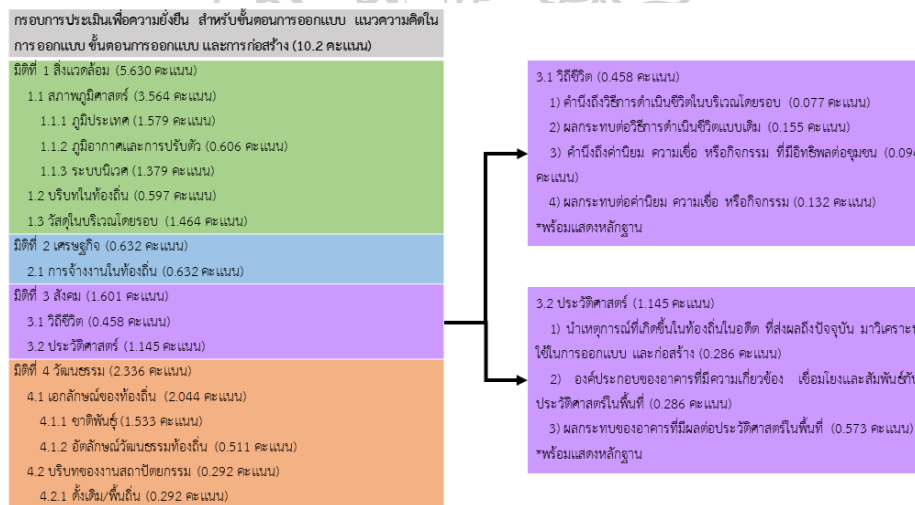 กรอบการประเมินเพื่อความยั่งยืน สำหรับขั้นตอนการออกแบบ แนวความคิดใน
การออกแบบ ขั้นตอนการออกแบบ และการก่อสร้าง (10.2 คะแนน)
มิติที่ 1 สิ่งแวดล้อม (5.630 คะแนน)
1.1 สภาพภูมิศาสตร์ (3.564 คะแนน)
1.1.1 ภูมิประเทศ (1.579 คะแนน)
1.1.2 ภูมิอากาศและการปรับตัว (0.606 คะแนน)
1.1.3 ระบบนิเวศ (1.379 คะแนน)
1.2 บริบทในท้องถิ่น (0.597 คะแนน)
1.3 วัสดุในบริเวณโดยรอบ (1.464 คะแนน)
มิติที่ 2 เศรษฐกิจ (0.632 คะแนน)
2.1 การจ้างงานในท้องถิ่น (0.632 คะแนน)
มิติที่ 3 สังคม (1.601 คะแนน)
3.1 วิถีชีวิต (0.458 คะแนน)
3.2 ประวัติศาสตร์ (1.145 คะแนน)
มิติที่ 4 วัฒนธรรม (2.336 คะแนน)
4.1 เอกลักษณ์ของท้องถิ่น (2.044 คะแนน)
4.1.1 ชาติพันธุ์ (1.533 คะแนน)
4.1.2 อัตลักษณ์วัฒนธรรมท้องถิ่น (0.511 คะแนน)
4.2 บริบทของงานสถาปัตยกรรม (0.292 คะแนน)
4.2.1 ดั้งเดิม/พื้นถิ่น (0.292 คะแนน)
3.1 วิถีชีวิต (0.458 คะแนน)
1) คำนึงถึงวิธีการดำเนินชีวิตในบริเวณโดยรอบ (0.077 คะแนน)
2) ผลกระทบต่อวิธีการดำเนินชีวิตแบบเดิม (0.155 คะแนน)
3) คำนึงถึงค่านิยม ความเชื่อ หรือกิจกรรม ที่มีอิทธิพลต่อชุมชน (0.094
คะแนน)
4) ผลกระทบต่อค่านิยม ความเชื่อ หรือกิจกรรม (0.132 คะแนน)
*พร้อมแสดงหลักฐาน
3.2 ประวัติศาสตร์ (1.145 คะแนน)
1) นำเหตุการณ์ที่เกิดขึ้นในท้องถิ่นในอดีต ที่ส่งผลถึงปัจจุบัน มาวิเคราะห์
ใช้ในการออกแบบ และก่อสร้าง (0.286 คะแนน)
2) องค์ประกอบของอาคารที่มีความเกี่ยวข้อง เชื่อมโยงและสัมพันธ์กับ
ประวัติศาสตร์ในพื้นที่ (0.286 คะแนน)
3) ผลกระทบของอาคารที่มีผลต่อประวัติศาสตร์ในพื้นที่ (0.573 คะแนน)
*พร้อมแสดงหลักฐาน